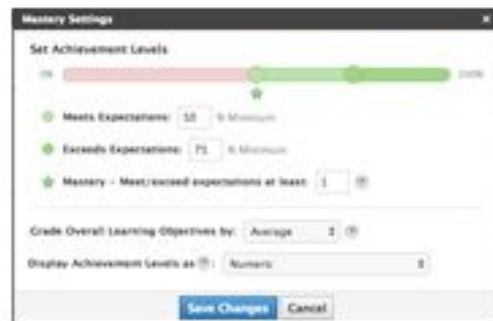 Mastery Settings ×
Set Achievement Levels
0% 100%
Meets Expectations: 50 % Minimum
Exceeds Expectations: 75 % Minimum
Mastery - Meet/exceed expectations at least: 1 ?
Grade Overall Learning Objectives by: Average ?
Display Achievement Levels as ?: Numeric
Save Changes Cancel